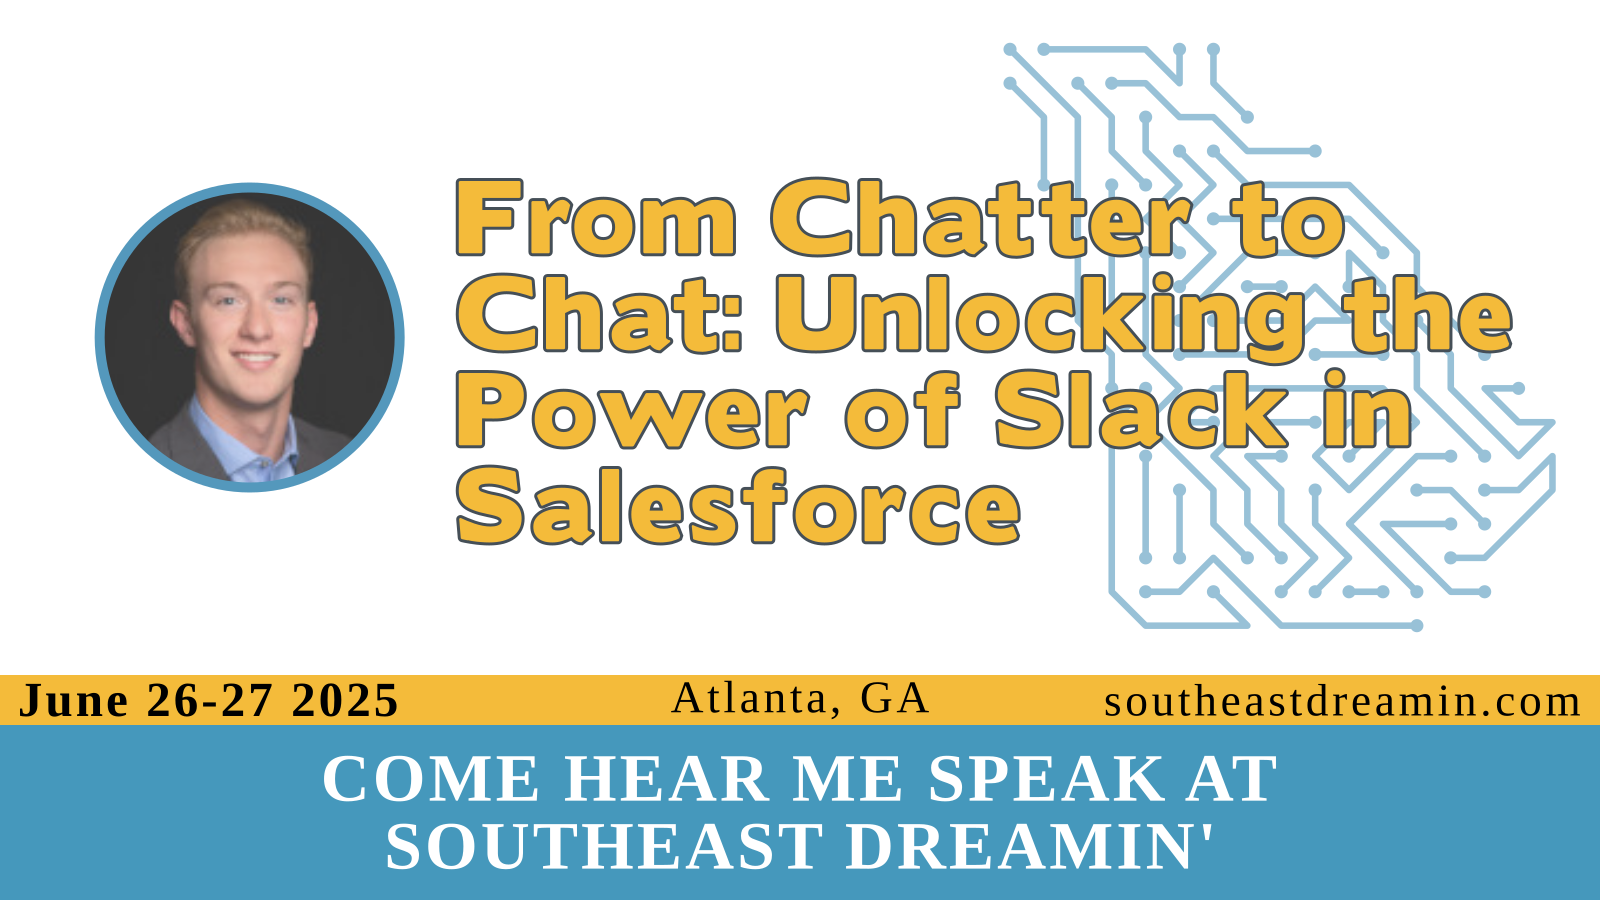 From Chatter to
Chat: Unlocking the
Power of Slack in
Salesforce
June 26-27 2025
Atlanta, GA
southeastdreamin.com
COME HEAR ME SPEAK AT
SOUTHEAST DREAMIN'